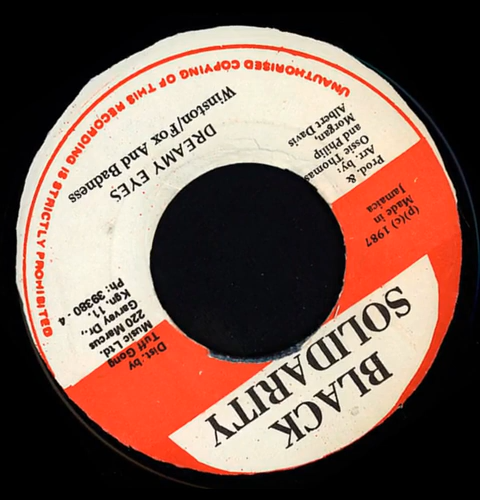 BLACK
SOLIDARITY
(p)(c) 1987
Made in
Jamaica
Dist. by
Tuff Gong
Music Ltd.
220 Marcus
Garvey Dr.,
Kgn. 11.
Ph: 39380 - 4
Prod. &
Arr. by:
Ossie Thomas
and Philip
Morgan,
Albert Davis
DREAMY EYES
Winston/Fox And Badness
UNAUTHORISED COPYING OF THIS RECORDING IS STRICTLY PROHIBITED